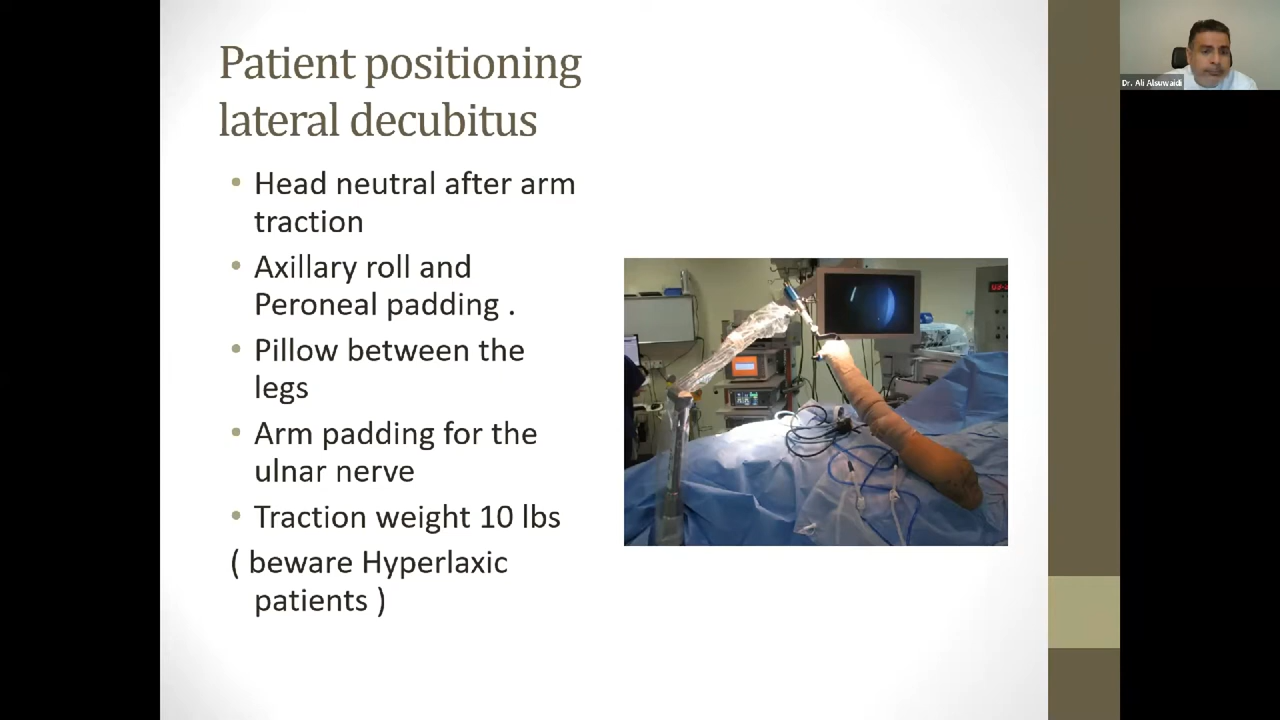 Patient positioning
lateral decubitus
• Head neutral after arm
traction
• Axillary roll and
Peroneal padding .
• Pillow between the
legs
• Arm padding for the
ulnar nerve
• Traction weight 10 lbs
( beware Hyperlaxic
patients )
Dr. Ali Alsuwaidi